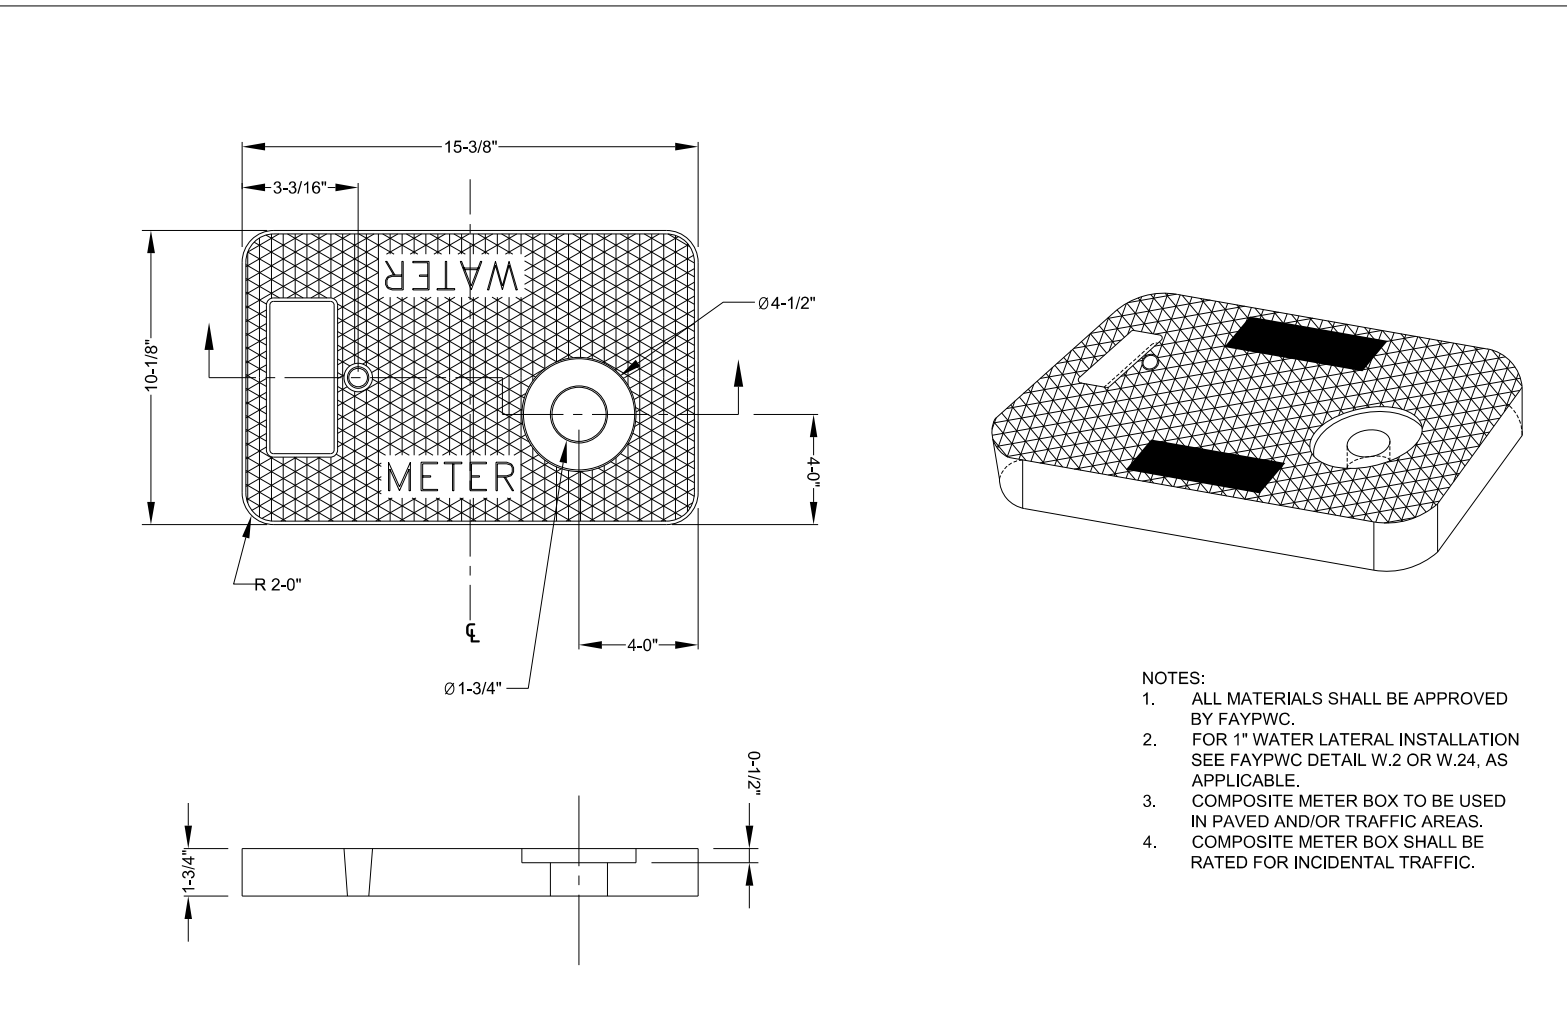 15-3/8"
3-3/16"
WATER
Ø4-1/2"
10-1/8"
4-0"
METER
R 2-0"
℄
4-0"
Ø1-3/4"
0-1/2"
1-3/4"
NOTES:
1. ALL MATERIALS SHALL BE APPROVED
BY FAYPWC.
2. FOR 1" WATER LATERAL INSTALLATION
SEE FAYPWC DETAIL W.2 OR W.24, AS
APPLICABLE.
3. COMPOSITE METER BOX TO BE USED
IN PAVED AND/OR TRAFFIC AREAS.
4. COMPOSITE METER BOX SHALL BE
RATED FOR INCIDENTAL TRAFFIC.